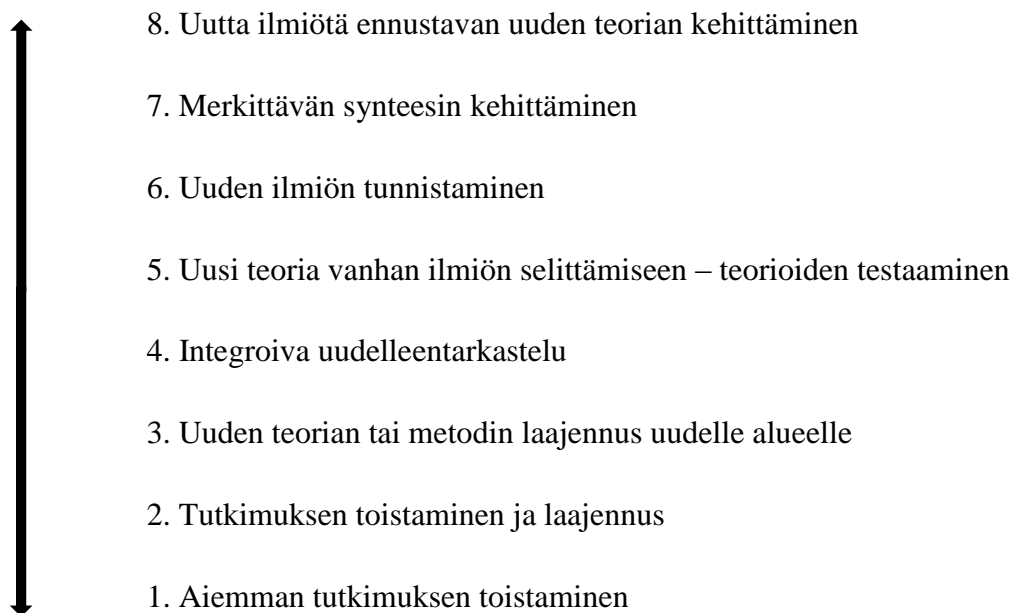 8. Uutta ilmiötä ennustavan uuden teorian kehittäminen
7. Merkittävän synteesin kehittäminen
6. Uuden ilmiön tunnistaminen
5. Uusi teoria vanhan ilmiön selittämiseen – teorioiden testaaminen
4. Integroiva uudelleentarkastelu
3. Uuden teorian tai metodin laajennus uudelle alueelle
2. Tutkimuksen toistaminen ja laajennus
1. Aiemman tutkimuksen toistaminen